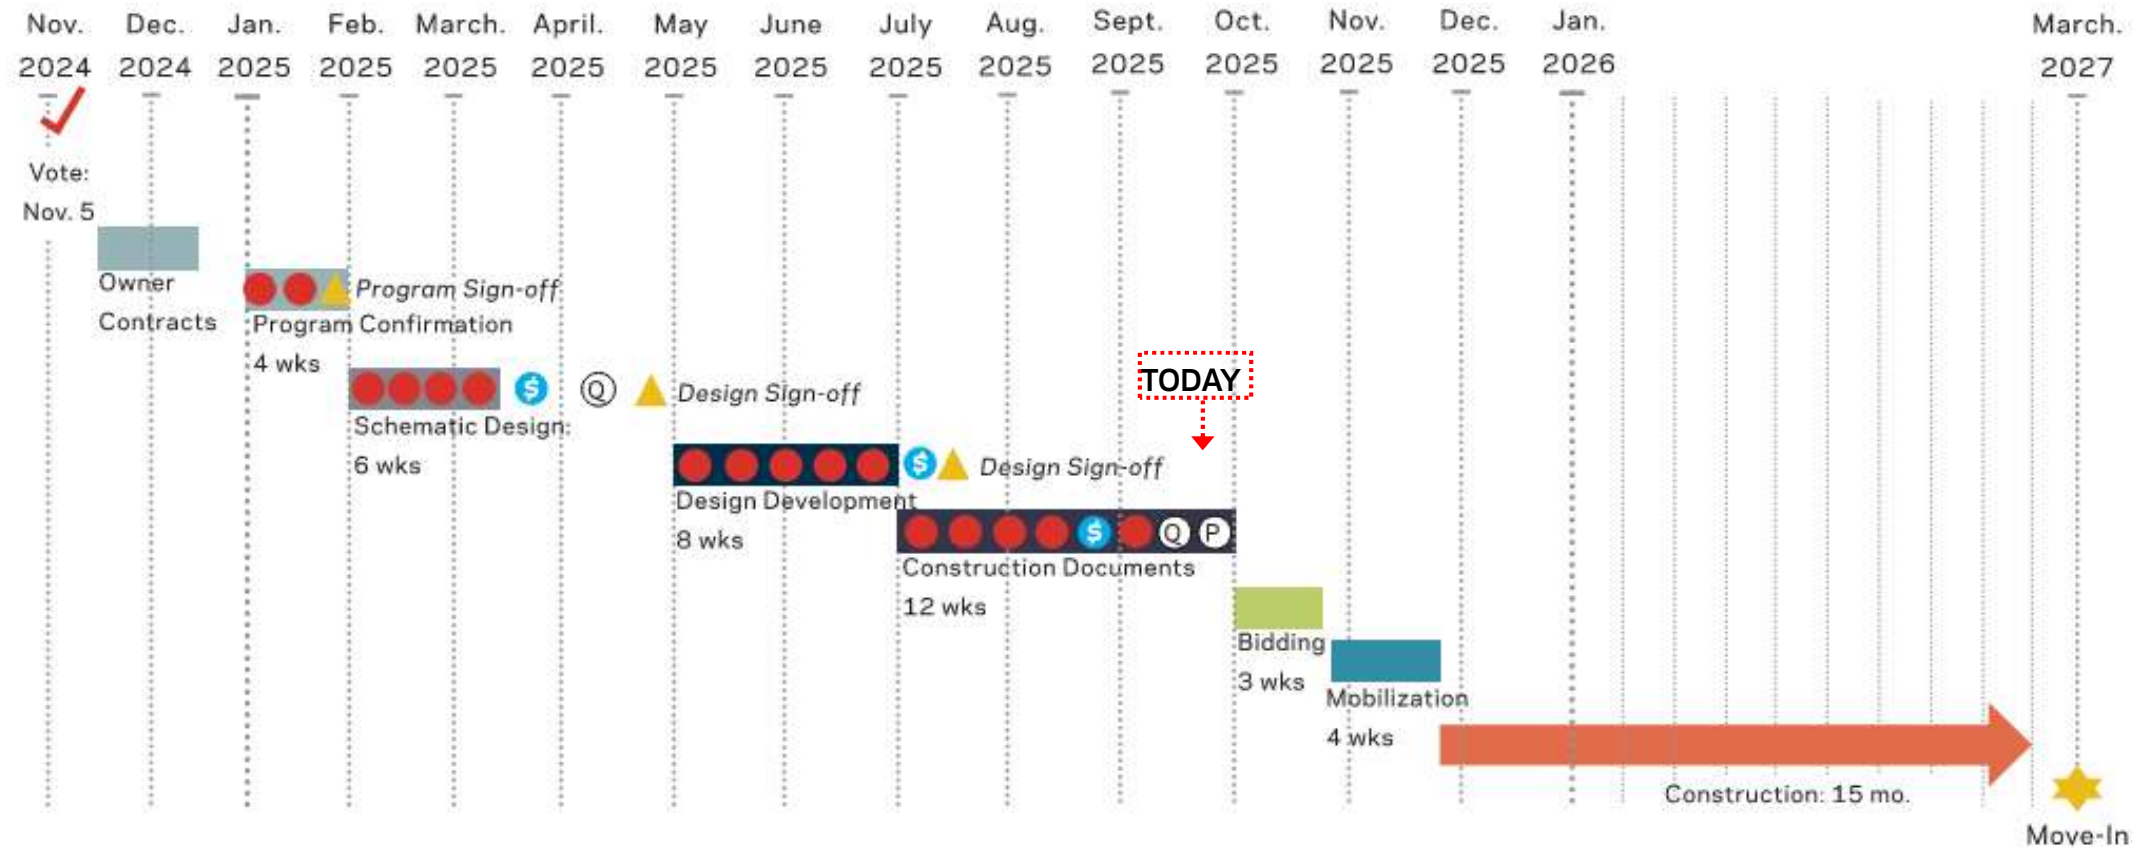 Nov. Dec. Jan. Feb. March. April. May June July Aug. Sept. Oct. Nov. Dec. Jan. March.
2024 2024 2025 2025 2025 2025 2025 2025 2025 2025 2025 2025 2025 2025 2026 2027
Vote:
Nov. 5
Owner
Contracts
Program Sign-off
Program Confirmation
4 wks
TODAY
$ Q Design Sign-off
Schematic Design:
6 wks
$ Design Sign-off
Design Development
8 wks
$ Q P
Construction Documents
12 wks
Bidding
3 wks
Mobilization
4 wks
Construction: 15 mo.
Move-In